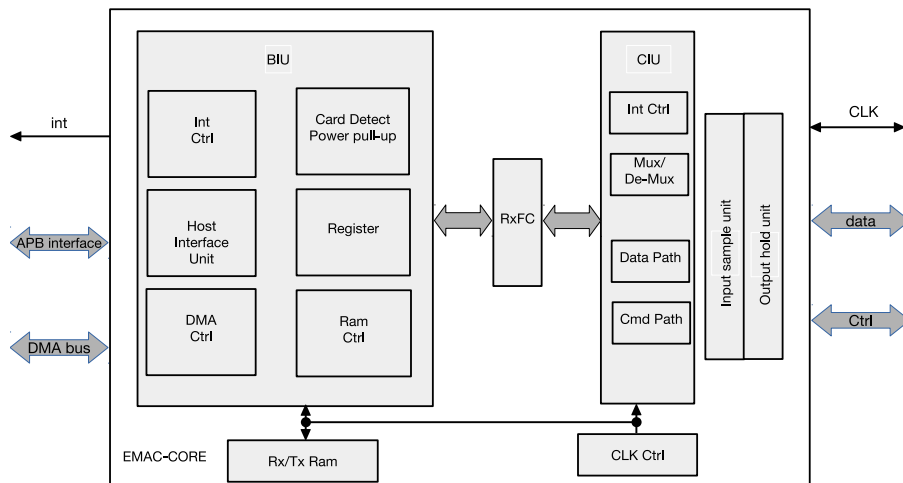 BIU
CIU
int
Int
Ctrl
Card Detect
Power pull-up
Int Ctrl
CLK
Mux/
De-Mux
RxFC
APB interface
Host
Interface
Unit
Register
Data Path
Input sample unit
Output hold unit
data
DMA bus
DMA
Ctrl
Ram
Ctrl
Cmd Path
Ctrl
EMAC-CORE
Rx/Tx Ram
CLK Ctrl